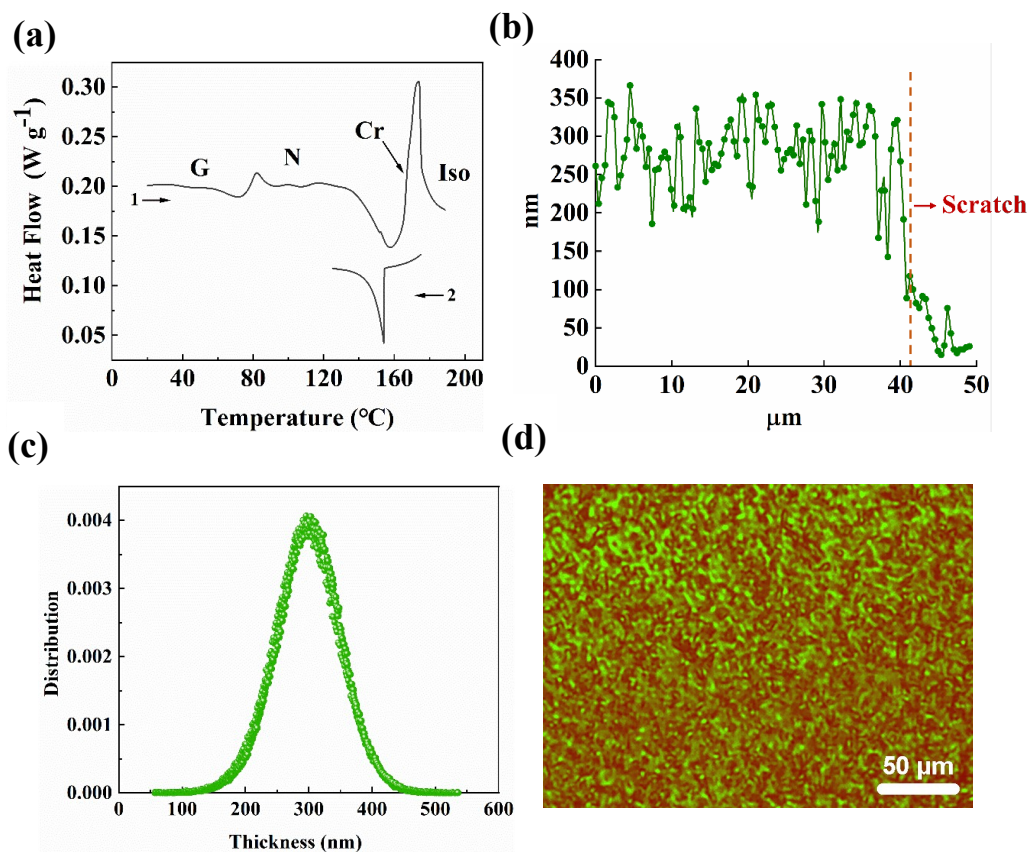 (a)
Heat Flow (W g⁻¹)
0.30
0.25
0.20
0.15
0.10
0.05
G
N
Cr
Iso
1
2
0 40 80 120 160 200
Temperature (°C)
(b)
nm
400
350
300
250
200
150
100
50
0
Scratch
0 10 20 30 40 50
μm
(c)
Distribution
0.004
0.003
0.002
0.001
0.000
0 100 200 300 400 500 600
Thickness (nm)
(d)
50 μm